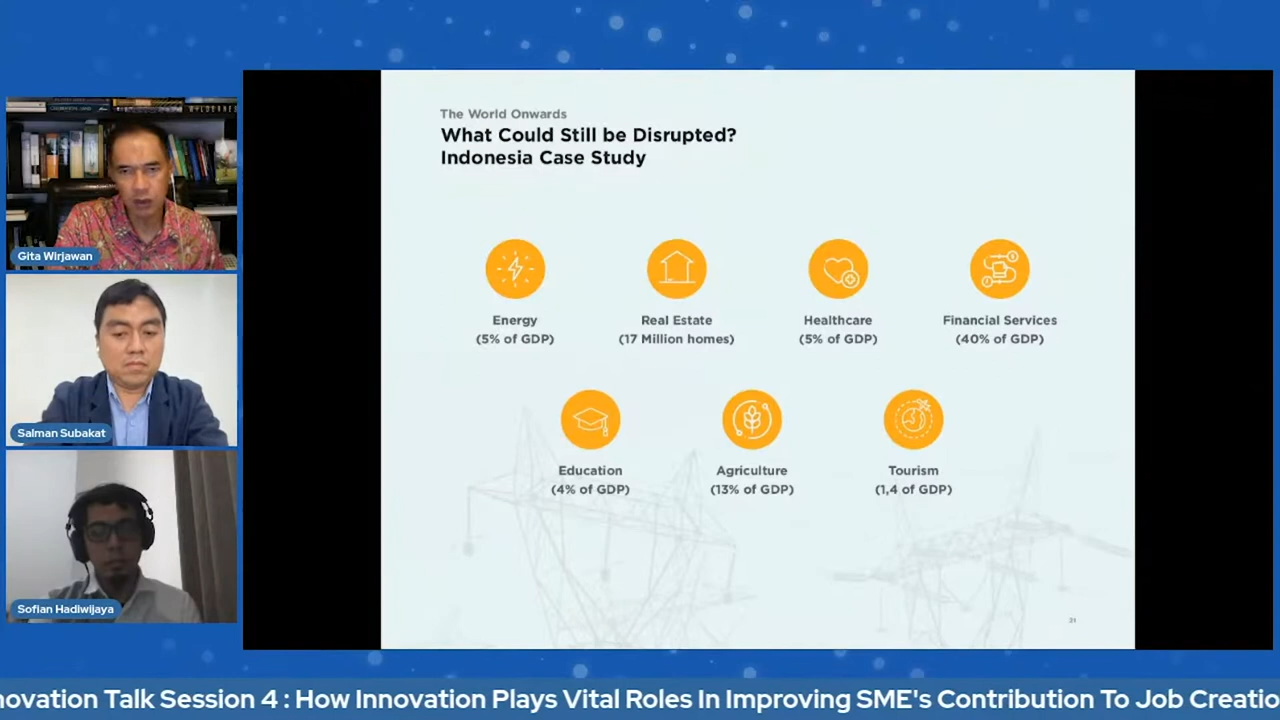 WILDERNES
Gita Wirjawan
Salman Subakat
Sofian Hadiwijaya
The World Onwards
What Could Still be Disrupted?
Indonesia Case Study
Energy
(5% of GDP)
Real Estate
(17 Million homes)
Healthcare
(5% of GDP)
Financial Services
(40% of GDP)
Education
(4% of GDP)
Agriculture
(13% of GDP)
Tourism
(1,4 of GDP)
21
novation Talk Session 4 : How Innovation Plays Vital Roles In Improving SME's Contribution To Job Creatio